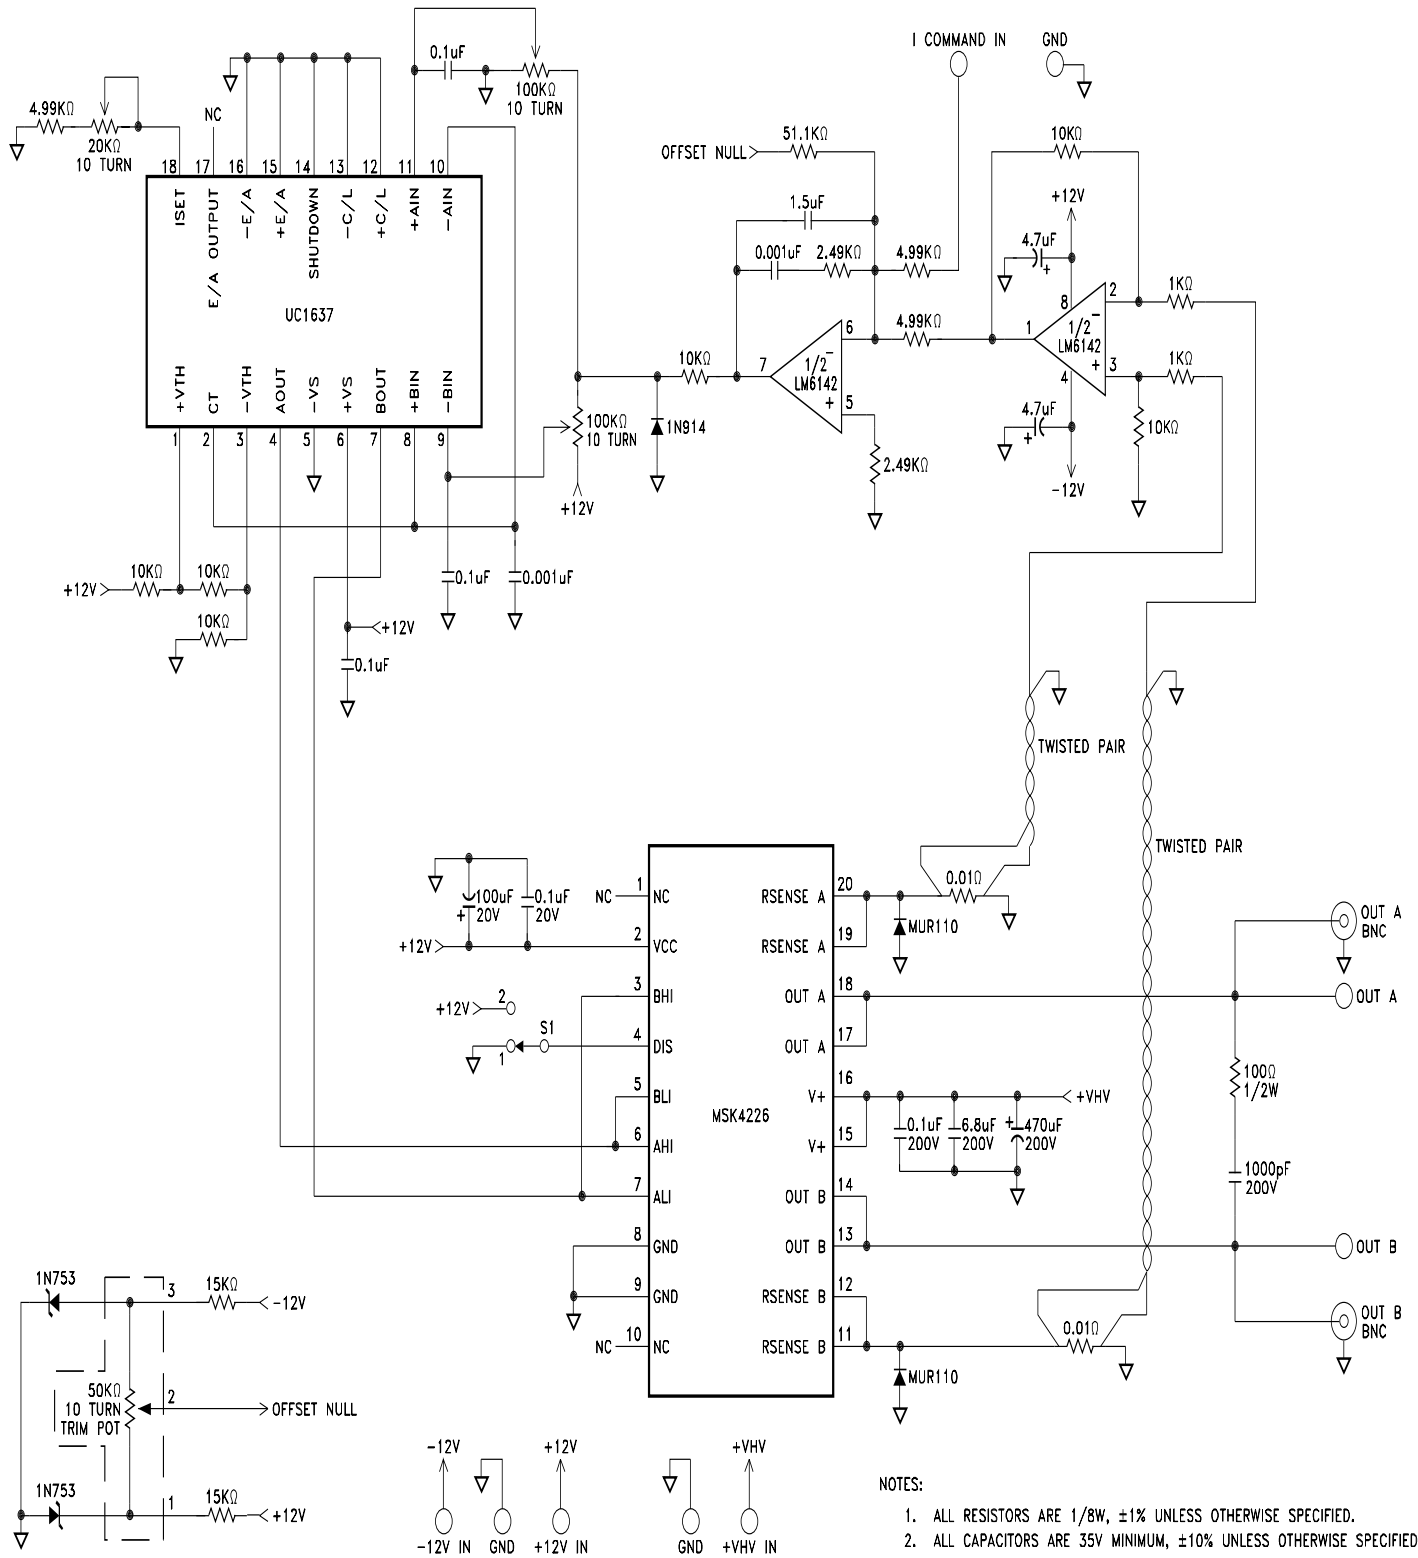 I COMMAND IN
GND
0.1uF
100KΩ
10 TURN
4.99KΩ
20KΩ
10 TURN
NC
18 17 16 15 14 13 12 11 10
ISET
E/A OUTPUT
-E/A
+E/A
SHUTDOWN
-C/L
+C/L
+AIN
-AIN
UC1637
+VTH
CT
-VTH
AOUT
-VS
+VS
BOUT
+BIN
-BIN
1 2 3 4 5 6 7 8 9
51.1KΩ
OFFSET NULL
1.5uF
0.001uF
2.49KΩ
4.99KΩ
4.99KΩ
10KΩ
+12V
4.7uF
+
8
1
2
3
4
1/2
LM6142
-
+
1KΩ
1KΩ
10KΩ
4.7uF
+
-12V
10KΩ
7
6
5
1/2
LM6142
-
+
2.49KΩ
1N914
100KΩ
10 TURN
+12V
+12V
10KΩ
10KΩ
10KΩ
0.1uF
0.001uF
+12V
0.1uF
TWISTED PAIR
TWISTED PAIR
100uF
20V
+
0.1uF
20V
+12V
+12V
2
S1
1
NC
NC
1 NC
2 VCC
3 BHI
4 DIS
5 BLI
6 AHI
7 ALI
8 GND
9 GND
10 NC
MSK4226
RSENSE A 20
RSENSE A 19
OUT A 18
OUT A 17
V+ 16
V+ 15
OUT B 14
OUT B 13
RSENSE B 12
RSENSE B 11
0.01Ω
MUR110
+VHV
0.1uF
200V
6.8uF
200V
+
470uF
200V
OUT A
BNC
OUT A
100Ω
1/2W
1000pF
200V
OUT B
OUT B
BNC
0.01Ω
MUR110
1N753
3
15KΩ
-12V
50KΩ
10 TURN
TRIM POT
2
OFFSET NULL
1N753
1
15KΩ
+12V
-12V
+12V
+VHV
-12V IN
GND
+12V IN
GND
+VHV IN
NOTES:
1. ALL RESISTORS ARE 1/8W, ±1% UNLESS OTHERWISE SPECIFIED.
2. ALL CAPACITORS ARE 35V MINIMUM, ±10% UNLESS OTHERWISE SPECIFIED